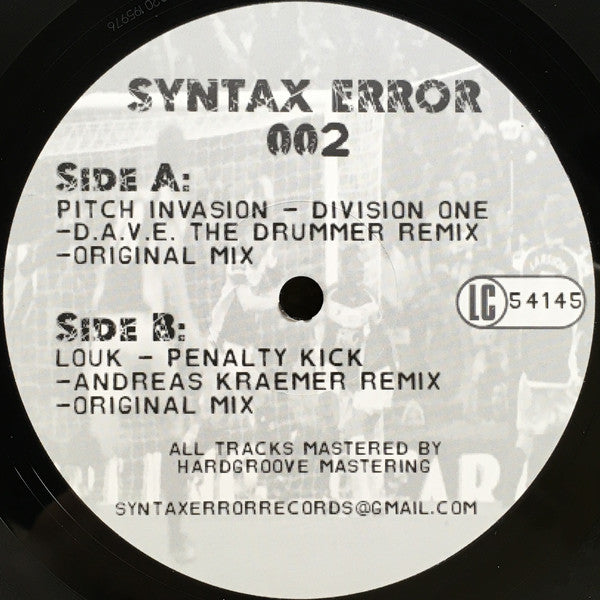 SYNTAX ERROR
002
SIDE A:
PITCH INVASION – DIVISION ONE
-D.A.V.E. THE DRUMMER REMIX
-ORIGINAL MIX
LC 54145
SIDE B:
LOUK – PENALTY KICK
-ANDREAS KRAEMER REMIX
-ORIGINAL MIX
ALL TRACKS MASTERED BY
HARDGROOVE MASTERING
SYNTAXERRORRECORDS@GMAIL.COM